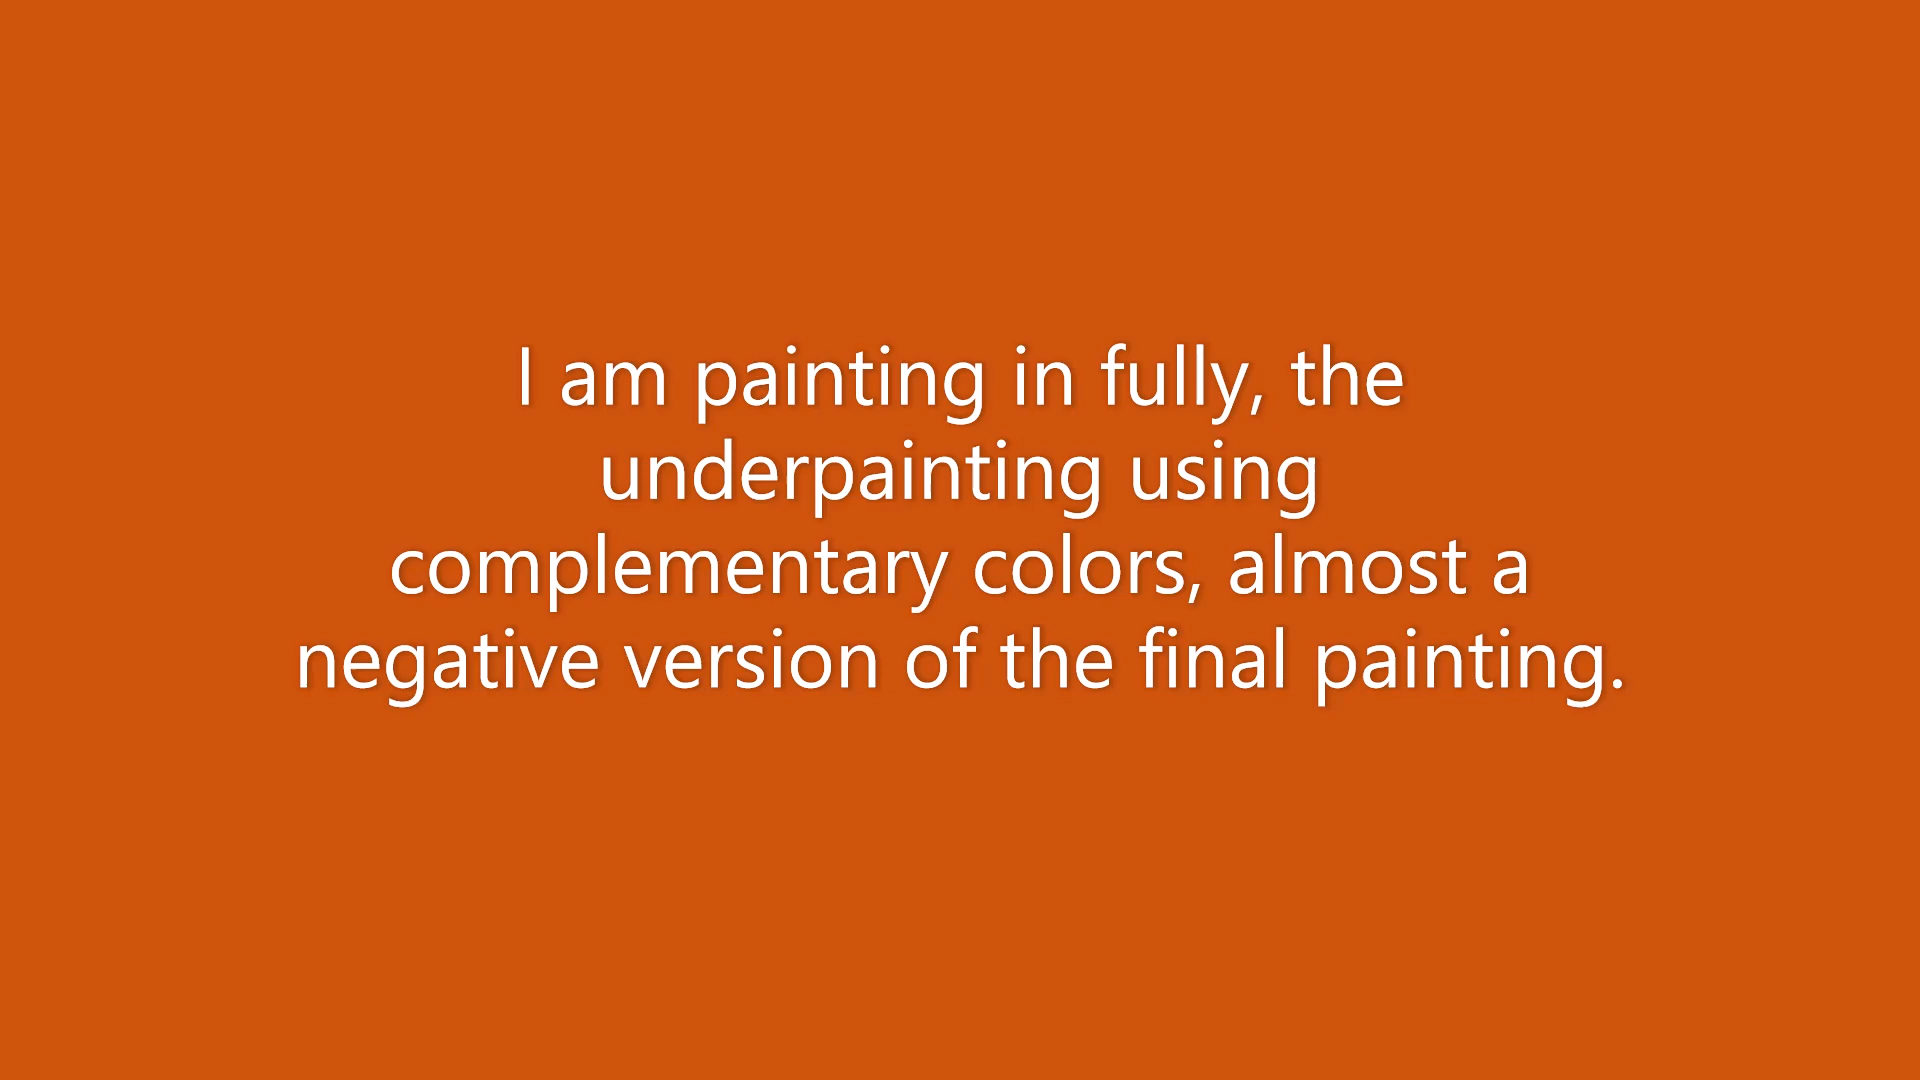 I am painting in fully, the
underpainting using
complementary colors, almost a
negative version of the final painting.